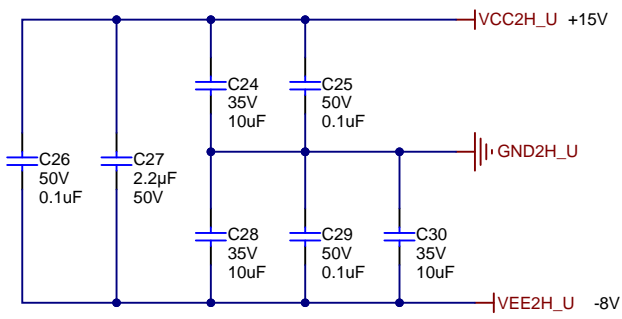 VCC2H_U +15V
C24
35V
10uF
C25
50V
0.1uF
C26
50V
0.1uF
C27
2.2µF
50V
GND2H_U
C28
35V
10uF
C29
50V
0.1uF
C30
35V
10uF
VEE2H_U -8V